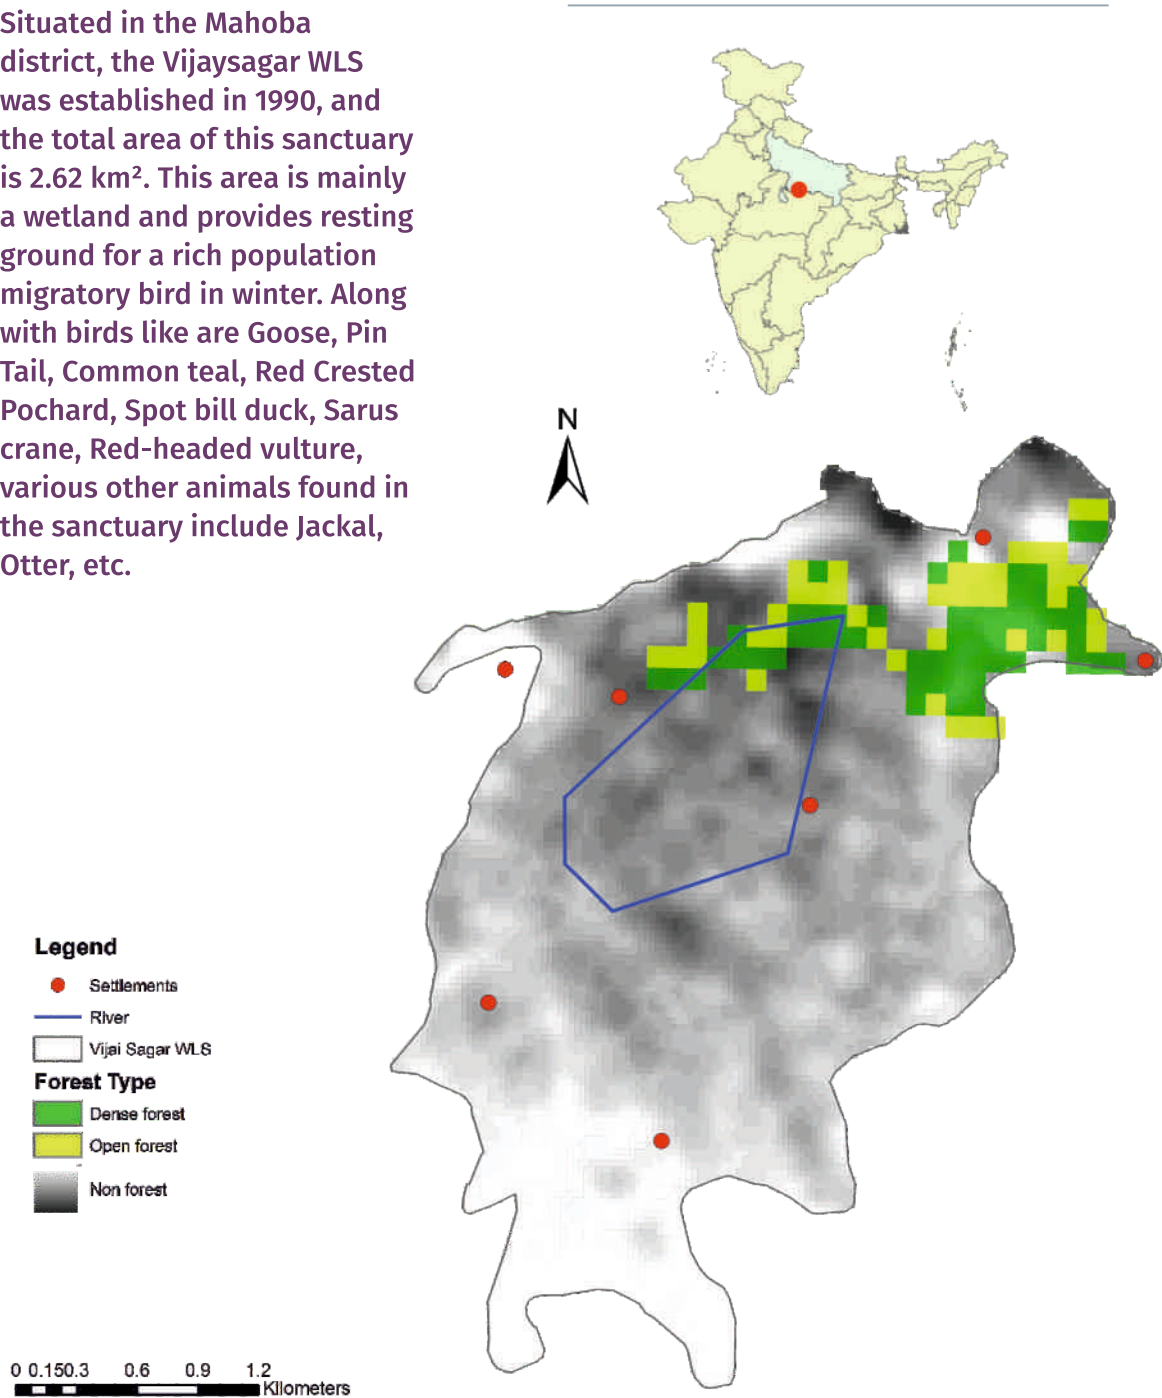 Situated in the Mahoba
district, the Vijaysagar WLS
was established in 1990, and
the total area of this sanctuary
is 2.62 km². This area is mainly
a wetland and provides resting
ground for a rich population
migratory bird in winter. Along
with birds like are Goose, Pin
Tail, Common teal, Red Crested
Pochard, Spot bill duck, Sarus
crane, Red-headed vulture,
various other animals found in
the sanctuary include Jackal,
Otter, etc.
N
Legend
Settlements
River
Vijai Sagar WLS
Forest Type
Dense forest
Open forest
Non forest
0 0.150.3 0.6 0.9 1.2
Kilometers